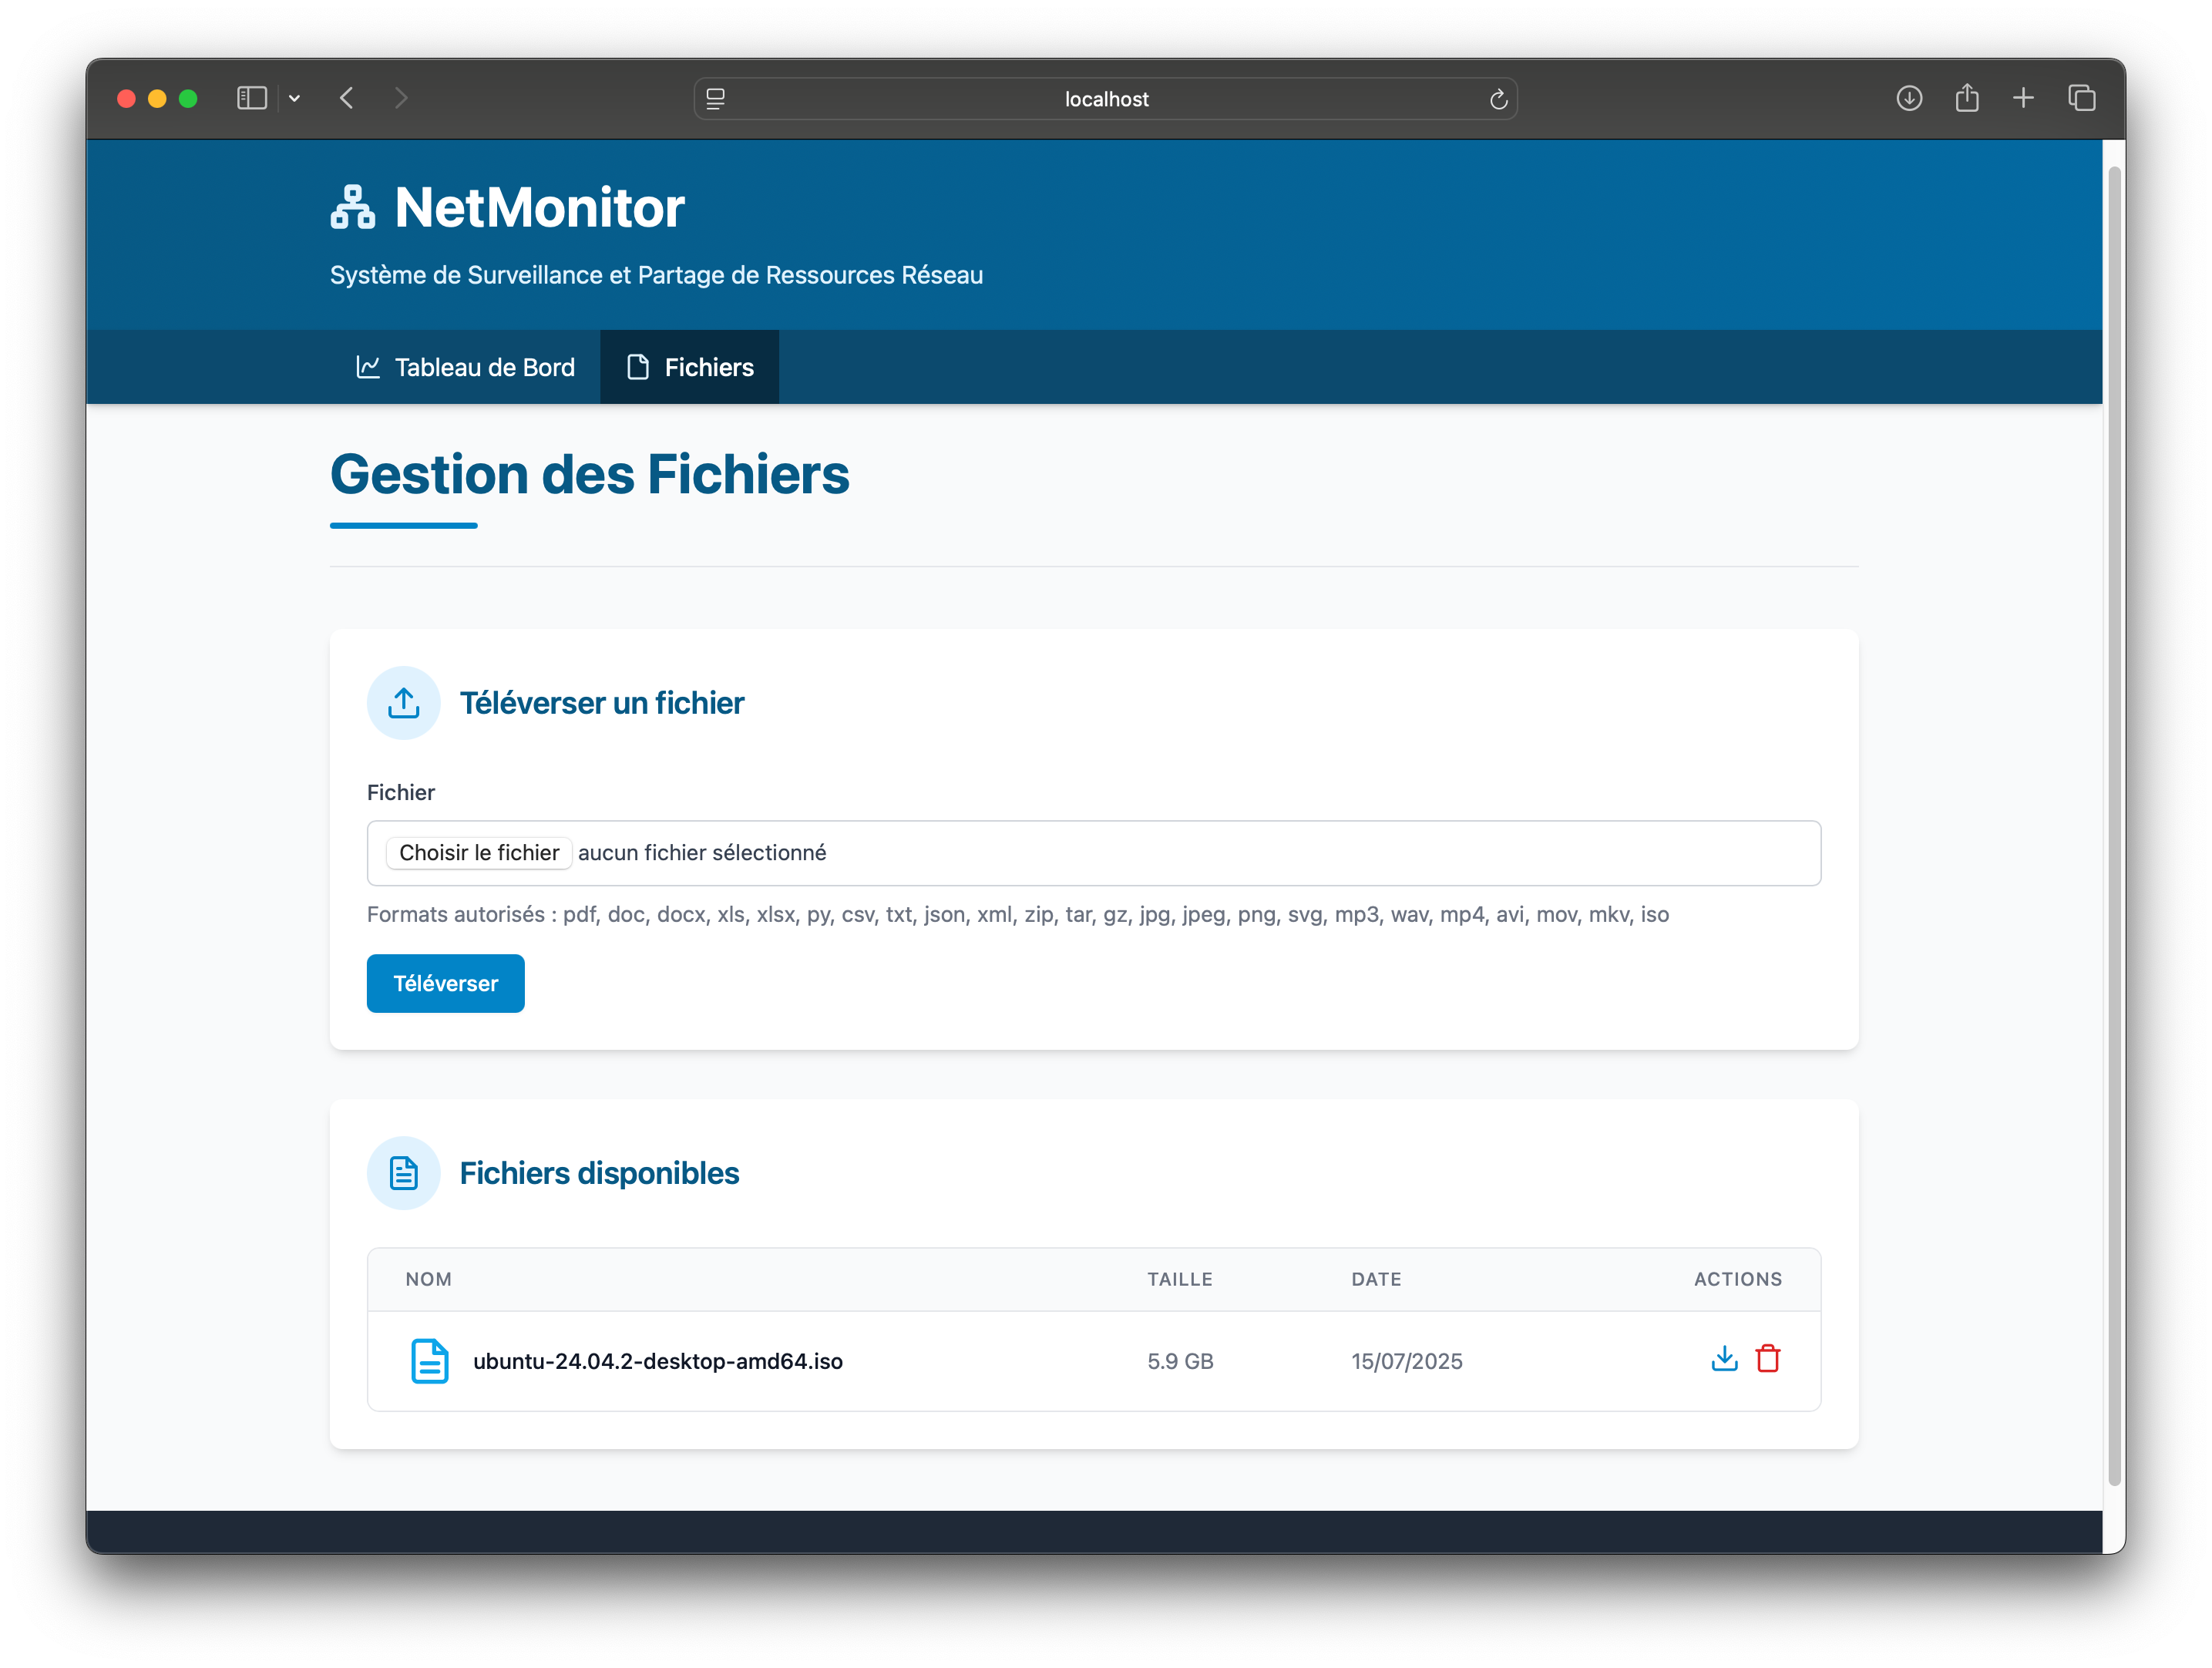 localhost
NetMonitor
Système de Surveillance et Partage de Ressources Réseau
Tableau de Bord Fichiers
Gestion des Fichiers
Téléverser un fichier
Fichier
Choisir le fichier aucun fichier sélectionné
Formats autorisés : pdf, doc, docx, xls, xlsx, py, csv, txt, json, xml, zip, tar, gz, jpg, jpeg, png, svg, mp3, wav, mp4, avi, mov, mkv, iso
Téléverser
Fichiers disponibles
NOM TAILLE DATE ACTIONS
ubuntu-24.04.2-desktop-amd64.iso 5.9 GB 15/07/2025